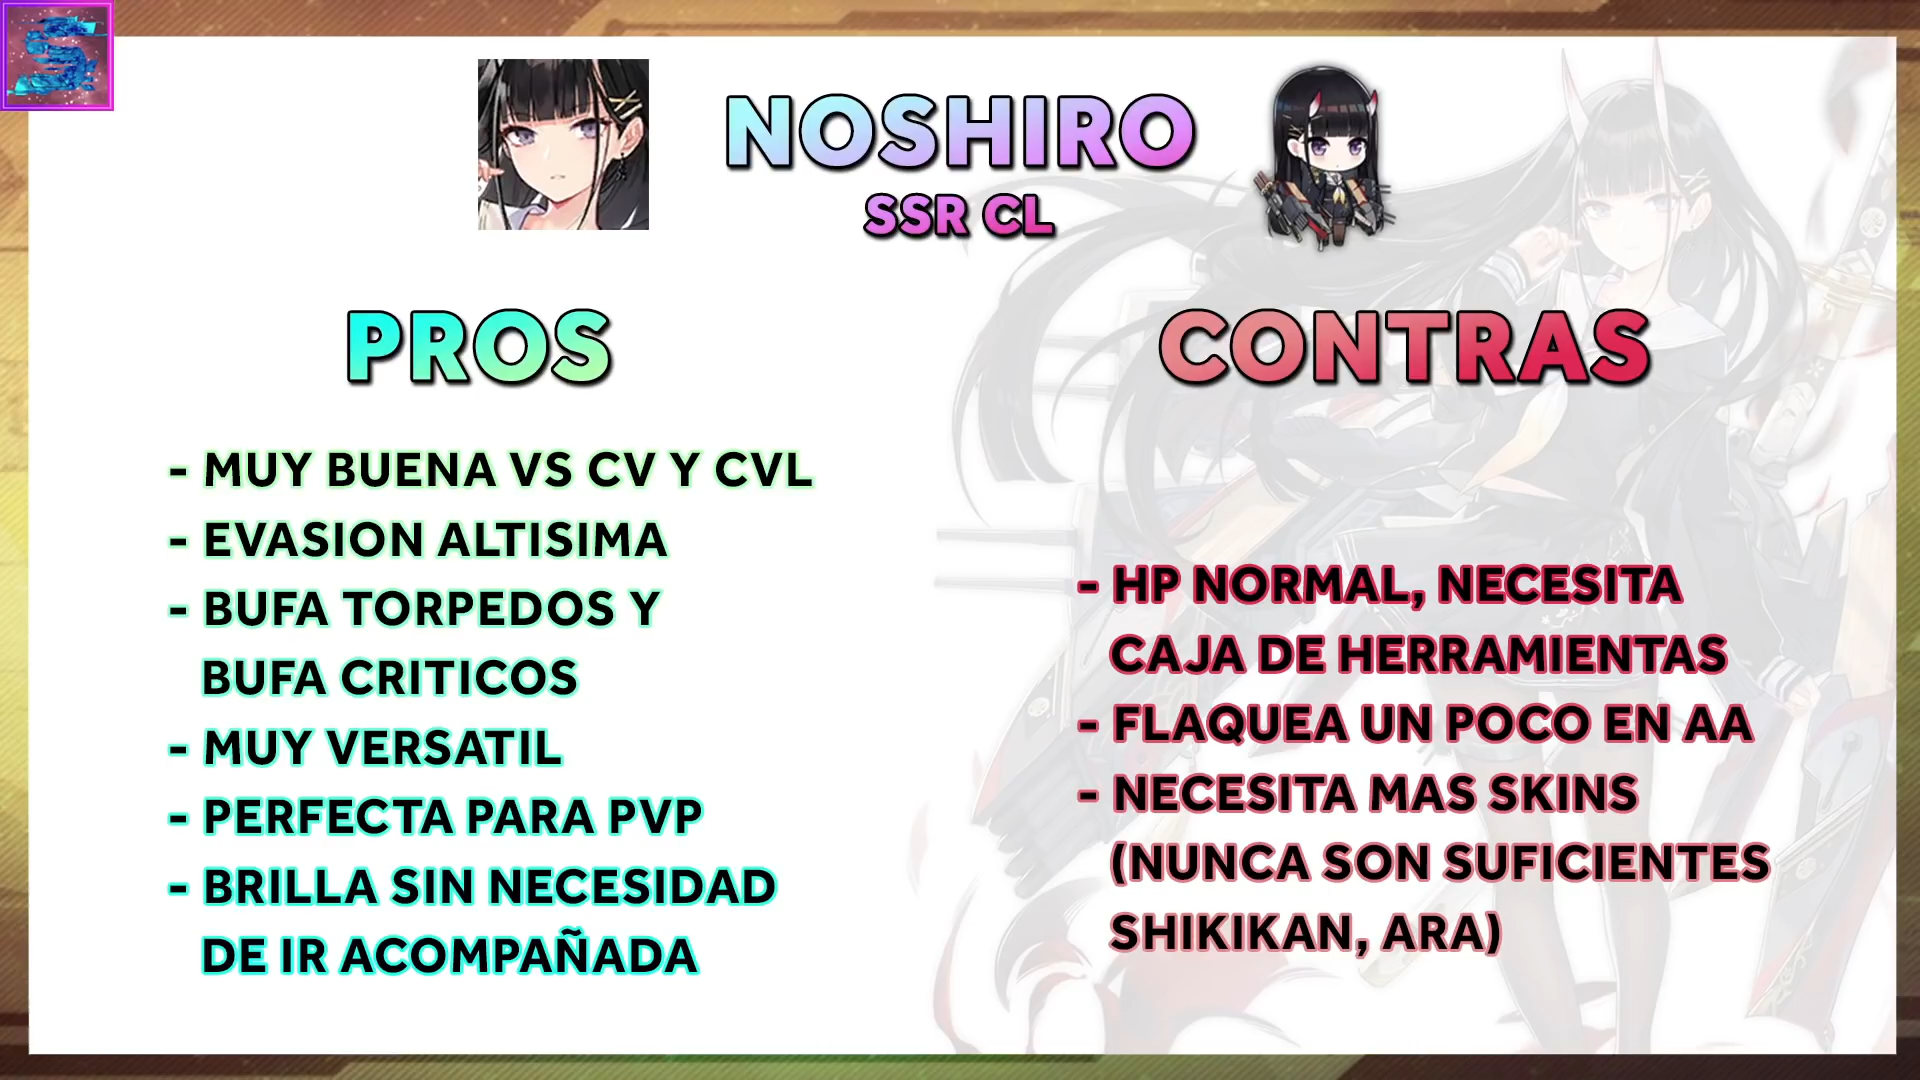 NOSHIRO
SSR CL
PROS
- MUY BUENA VS CV Y CVL
- EVASION ALTISIMA
- BUFA TORPEDOS Y
BUFA CRITICOS
- MUY VERSATIL
- PERFECTA PARA PVP
- BRILLA SIN NECESIDAD
DE IR ACOMPAÑADA
CONTRAS
- HP NORMAL, NECESITA
CAJA DE HERRAMIENTAS
- FLAQUEA UN POCO EN AA
- NECESITA MAS SKINS
(NUNCA SON SUFICIENTES
SHIKIKAN, ARA)